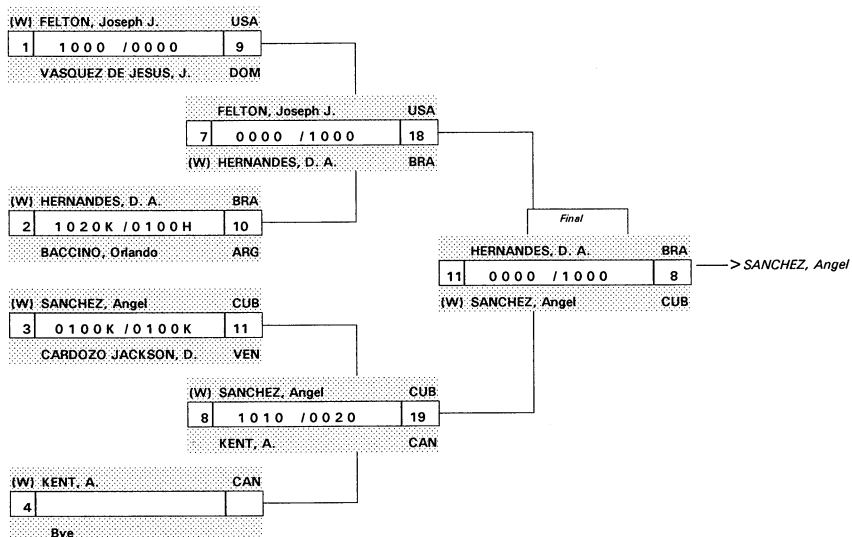 (W) FELTON, Joseph J. USA
1 1000 /0000 9
VASQUEZ DE JESUS, J. DOM
FELTON, Joseph J. USA
7 0000 /1000 18
(W) HERNANDES, D. A. BRA
(W) HERNANDES, D. A. BRA
2 1020K /0100H 10
BACCINO, Orlando ARG
Final
HERNANDES, D. A. BRA
11 0000 /1000 8
(W) SANCHEZ, Angel CUB
> SANCHEZ, Angel
(W) SANCHEZ, Angel CUB
3 0100K /0100K 11
CARDOZO JACKSON, D. VEN
(W) SANCHEZ, Angel CUB
8 1010 /0020 19
KENT, A. CAN
(W) KENT, A. CAN
4
Bye